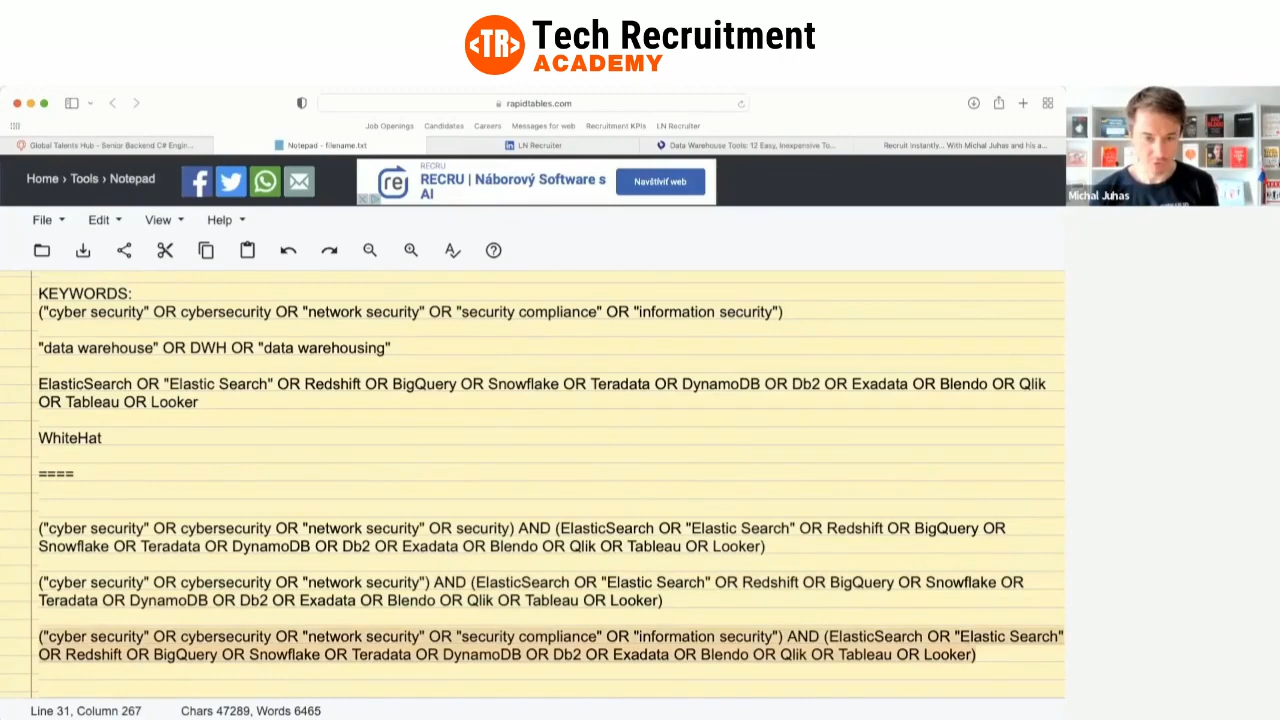 <TR> Tech Recruitment
ACADEMY
rapidtables.com
Job Openings Candidates Careers Messages for web Recruitment KPIs LN Recruiter
Global Talents Hub - Senior Backend C# Engin... Notepad - filename.txt LN Recruiter Data Warehouse Tools: 12 Easy, Inexpensive To... Recruit Instantly... With Michal Juhas and his a...
Home › Tools › Notepad
RECRU
re RECRU | Náborový Software s AI
Navštívit web
Michal Juhas
File Edit View Help
KEYWORDS:
("cyber security" OR cybersecurity OR "network security" OR "security compliance" OR "information security")
"data warehouse" OR DWH OR "data warehousing"
ElasticSearch OR "Elastic Search" OR Redshift OR BigQuery OR Snowflake OR Teradata OR DynamoDB OR Db2 OR Exadata OR Blendo OR Qlik
OR Tableau OR Looker
WhiteHat
====
("cyber security" OR cybersecurity OR "network security" OR security) AND (ElasticSearch OR "Elastic Search" OR Redshift OR BigQuery OR
Snowflake OR Teradata OR DynamoDB OR Db2 OR Exadata OR Blendo OR Qlik OR Tableau OR Looker)
("cyber security" OR cybersecurity OR "network security") AND (ElasticSearch OR "Elastic Search" OR Redshift OR BigQuery OR Snowflake OR
Teradata OR DynamoDB OR Db2 OR Exadata OR Blendo OR Qlik OR Tableau OR Looker)
("cyber security" OR cybersecurity OR "network security" OR "security compliance" OR "information security") AND (ElasticSearch OR "Elastic Search"
OR Redshift OR BigQuery OR Snowflake OR Teradata OR DynamoDB OR Db2 OR Exadata OR Blendo OR Qlik OR Tableau OR Looker)
Line 31, Column 267 Chars 47289, Words 6465